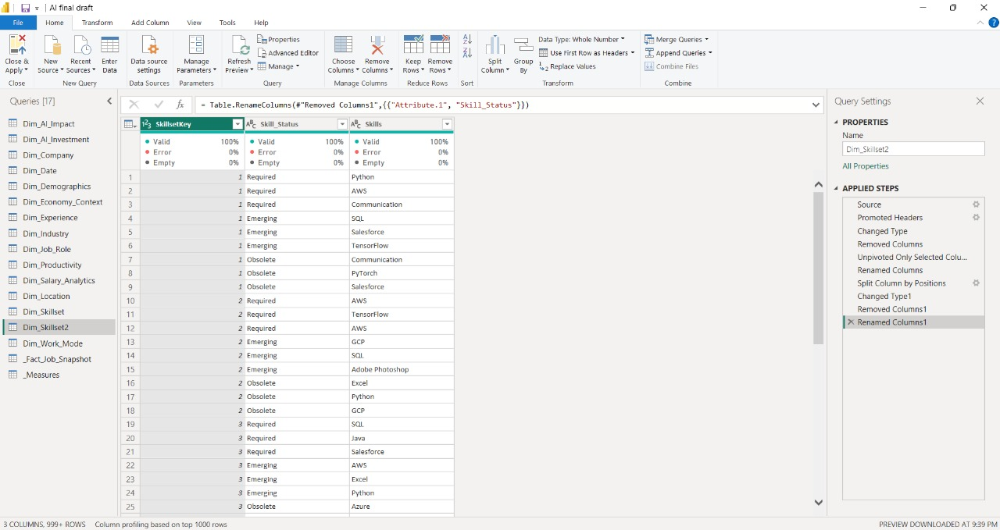 AI final draft
File Home Transform Add Column View Tools Help
Close & Apply
New Source
Recent Sources
Enter Data
Data source settings
Manage Parameters
Refresh Preview
Properties
Advanced Editor
Manage
Choose Columns
Remove Columns
Keep Rows
Remove Rows
Split Column
Group By
Data Type: Whole Number
Use First Row as Headers
Replace Values
Merge Queries
Append Queries
Combine Files
Close New Query Data Sources Parameters Query Manage Columns Reduce Rows Sort Transform Combine
Queries [17]
Dim_AI_Impact
Dim_AI_Investment
Dim_Company
Dim_Date
Dim_Demographics
Dim_Economy_Context
Dim_Experience
Dim_Industry
Dim_Job_Role
Dim_Productivity
Dim_Salary_Analytics
Dim_Location
Dim_Skillset
Dim_Skillset2
Dim_Work_Mode
_Fact_Job_Snapshot
_Measures
fx = Table.RenameColumns(#"Removed Columns1",{{"Attribute.1", "Skill_Status"}})
123 SkillsetKey ABC Skill_Status ABC Skills
Valid 100% Valid 100% Valid 100%
Error 0% Error 0% Error 0%
Empty 0% Empty 0% Empty 0%
1 1 Required Python
2 1 Required AWS
3 1 Required Communication
4 1 Emerging SQL
5 1 Emerging Salesforce
6 1 Emerging TensorFlow
7 1 Obsolete Communication
8 1 Obsolete PyTorch
9 1 Obsolete Salesforce
10 2 Required AWS
11 2 Required TensorFlow
12 2 Required AWS
13 2 Emerging GCP
14 2 Emerging SQL
15 2 Emerging Adobe Photoshop
16 2 Obsolete Excel
17 2 Obsolete Python
18 2 Obsolete GCP
19 3 Required SQL
20 3 Required Java
21 3 Required Salesforce
22 3 Emerging AWS
23 3 Emerging Excel
24 3 Emerging Python
25 3 Obsolete Azure
Query Settings
PROPERTIES
Name
Dim_Skillset2
All Properties
APPLIED STEPS
Source
Promoted Headers
Changed Type
Removed Columns
Unpivoted Only Selected Colu...
Renamed Columns
Split Column by Positions
Changed Type1
Removed Columns1
Renamed Columns1
3 COLUMNS, 999+ ROWS Column profiling based on top 1000 rows
PREVIEW DOWNLOADED AT 9:39 PM